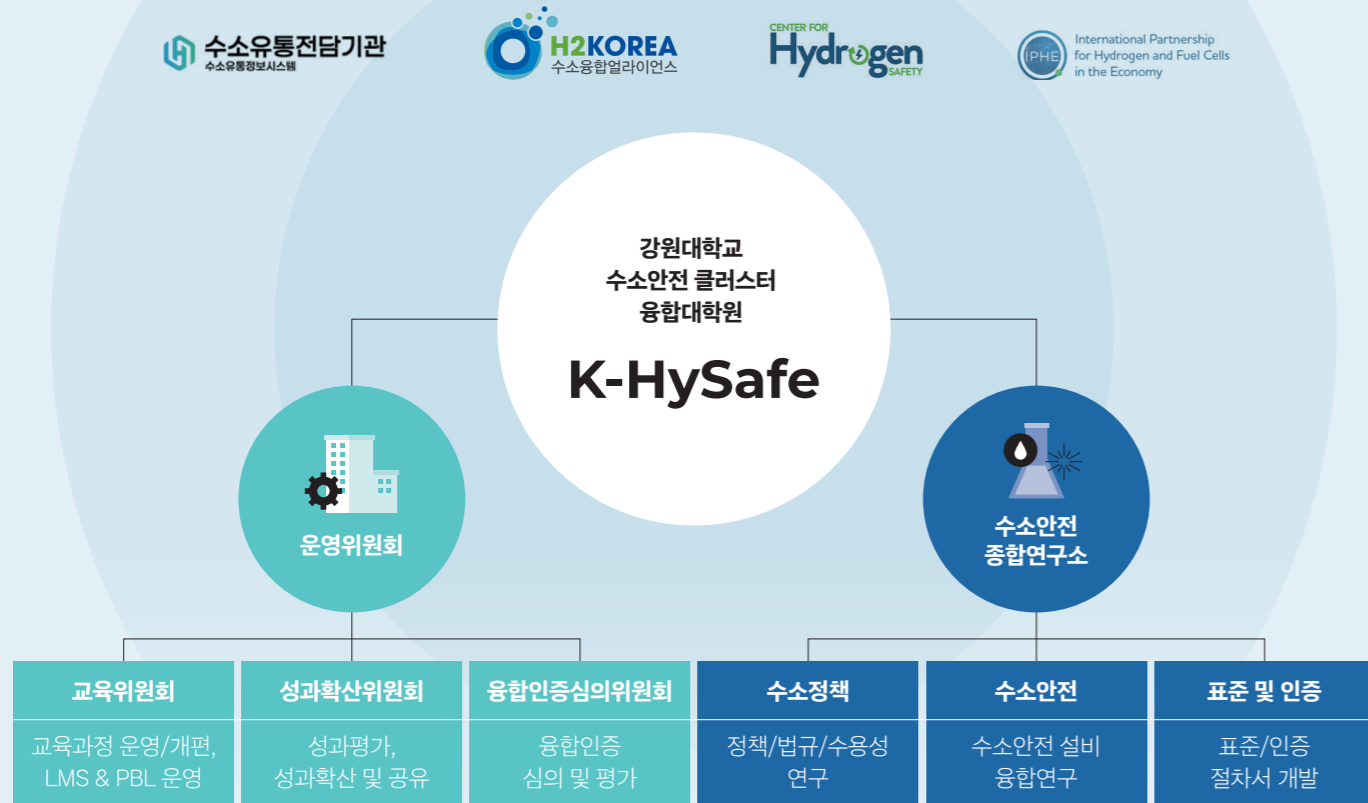 수소유통전담기관
수소유통정보시스템
H2KOREA
수소융합얼라이언스
CENTER FOR
Hydrogen
SAFETY
IPHE
International Partnership
for Hydrogen and Fuel Cells
in the Economy
강원대학교
수소안전 클러스터
융합대학원
K-HySafe
운영위원회
수소안전
종합연구소
교육위원회
교육과정 운영/개편,
LMS & PBL 운영
성과확산위원회
성과평가,
성과확산 및 공유
융합인증심의위원회
융합인증
심의 및 평가
수소정책
정책/법규/수용성
연구
수소안전
수소안전 설비
융합연구
표준 및 인증
표준/인증
절차서 개발